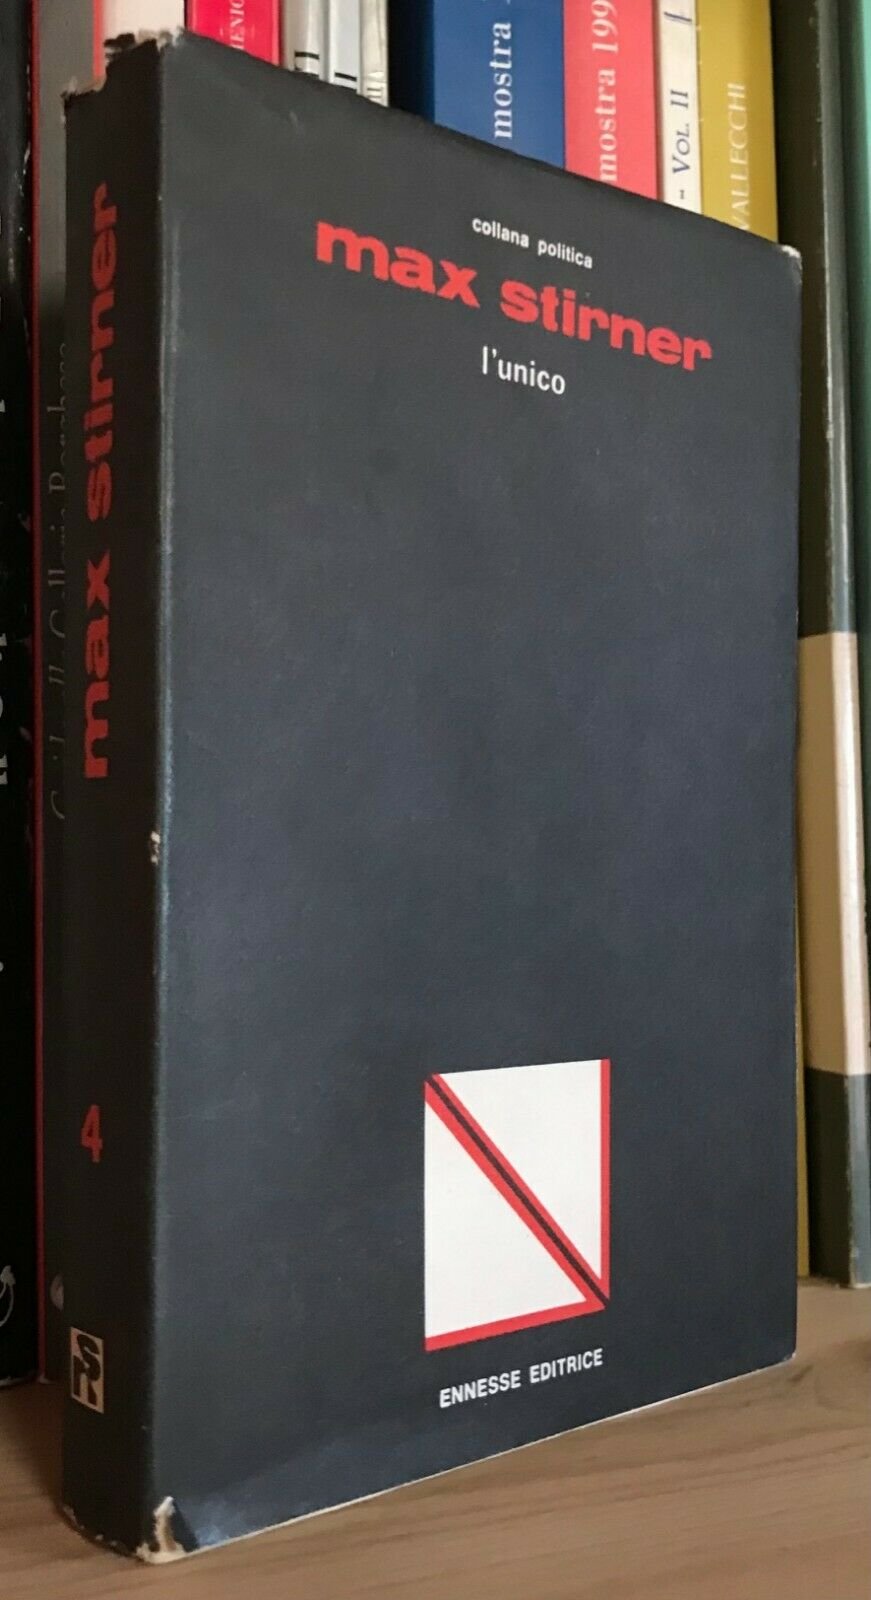 collana politica
max stirner
l'unico
ENNESSE EDITRICE
max stirner
4
mostra
mostra 199
VOL. II
VALLECCHI